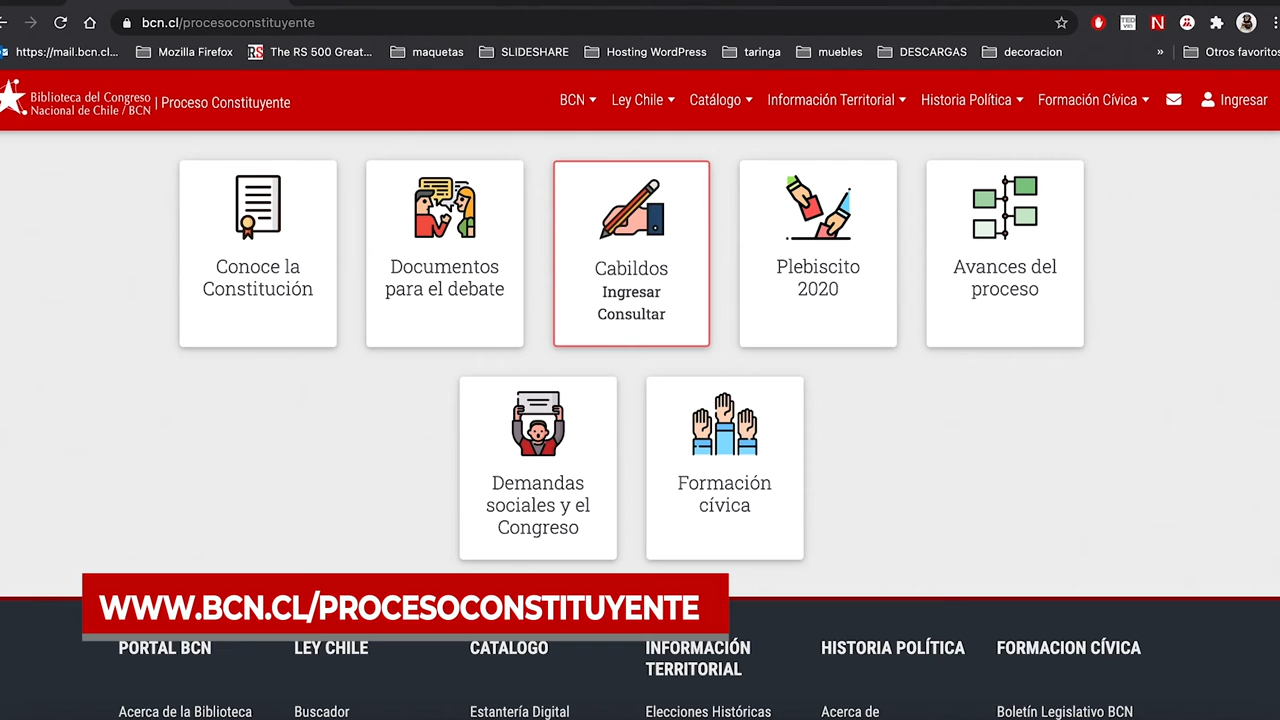 bcn.cl/procesoconstituyente
https://mail.bcn.cl... Mozilla Firefox The RS 500 Great... maquetas SLIDESHARE Hosting WordPress taringa muebles DESCARGAS decoracion » Otros favoritos
Biblioteca del Congreso
Nacional de Chile / BCN | Proceso Constituyente
BCN Ley Chile Catálogo Información Territorial Historia Política Formación Cívica Ingresar
Conoce la
Constitución
Documentos
para el debate
Cabildos
Ingresar
Consultar
Plebiscito
2020
Avances del
proceso
Demandas
sociales y el
Congreso
Formación
cívica
WWW.BCN.CL/PROCESOCONSTITUYENTE
PORTAL BCN
LEY CHILE
CATALOGO
INFORMACIÓN
TERRITORIAL
HISTORIA POLÍTICA
FORMACION CÍVICA
Acerca de la Biblioteca
Buscador
Estantería Digital
Elecciones Históricas
Acerca de
Boletín Legislativo BCN